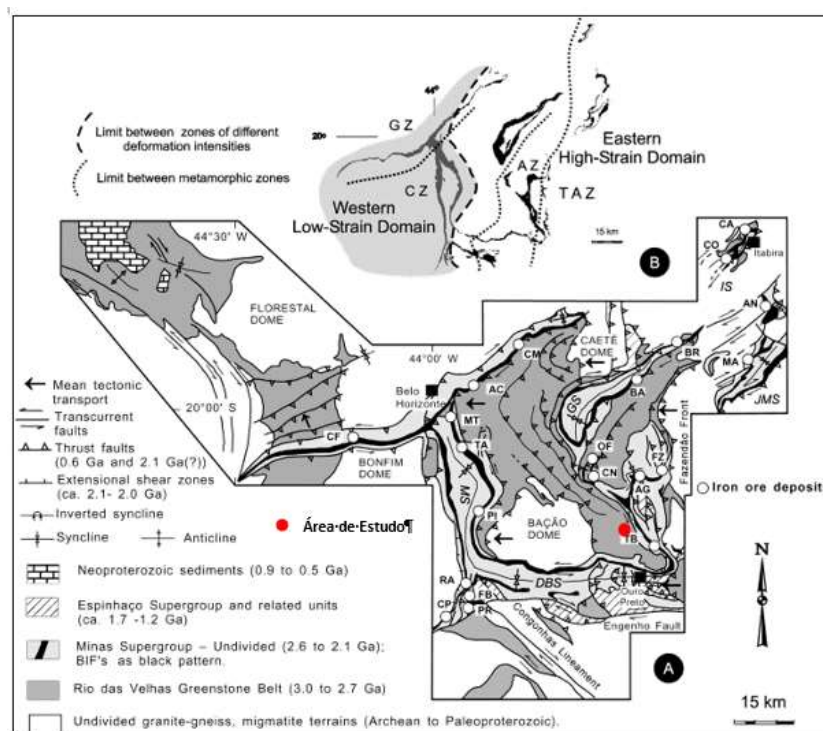 44°
20°
G Z
C Z
A Z
T A Z
Limit between zones of different
deformation intensities
Limit between metamorphic zones
Western
Low-Strain Domain
Eastern
High-Strain Domain
15 km
B
44°30' W
FLORESTAL
DOME
44°00' W
20°00' S
Belo
Horizonte
BONFIM
DOME
CAETÉ
DOME
BAÇÃO
DOME
CA
CO
Itabira
IS
AN
MA
JMS
BR
BA
JGS
OF
CN
FZ
AG
Fazendão Front
CM
AC
MT
TA
CF
MS
PI
TB
DBS
Ouro
Preto
RA
FB
CP
PR
Engenho Fault
Congonhas Lineament
A
N
15 km
Mean tectonic
transport
Transcurrent
faults
Thrust faults
(0.6 Ga and 2.1 Ga(?))
Extensional shear zones
(ca. 2.1- 2.0 Ga)
Inverted syncline
Syncline
Anticline
Área·de·Estudo¶
Iron ore deposit
Neoproterozoic sediments (0.9 to 0.5 Ga)
Espinhaço Supergroup and related units
(ca. 1.7 -1.2 Ga)
Minas Supergroup – Undivided (2.6 to 2.1 Ga);
BIF's as black pattern.
Rio das Velhas Greenstone Belt (3.0 to 2.7 Ga)
Undivided granite-gneiss, migmatite terrains (Archean to Paleoproterozoic).